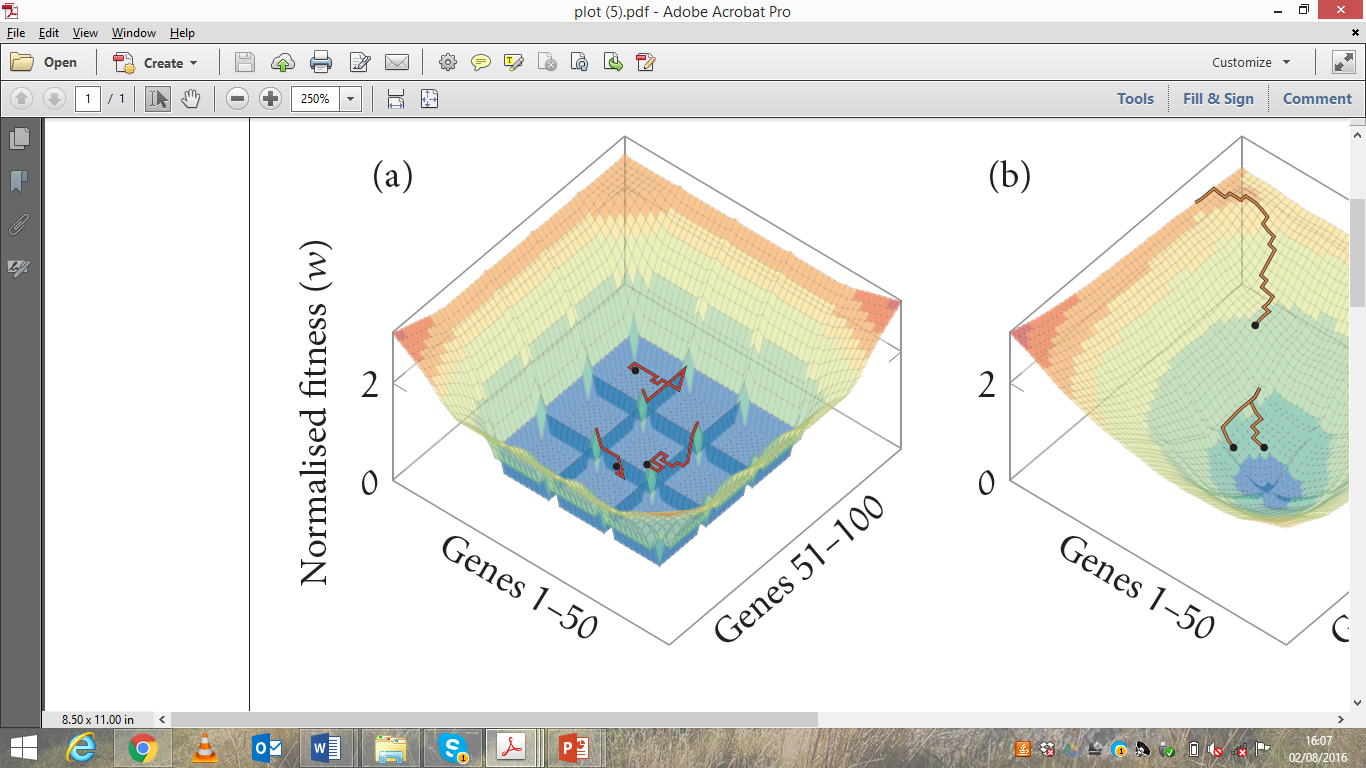 plot (5).pdf - Adobe Acrobat Pro
File Edit View Window Help
Open Create Customize
1 / 1 250% Tools Fill & Sign Comment
(a) (b)
Normalised fitness (w)
2
0
Genes 1–50
Genes 51–100
2
0
Genes 1–50
G
8.50 x 11.00 in
16:07
02/08/2016